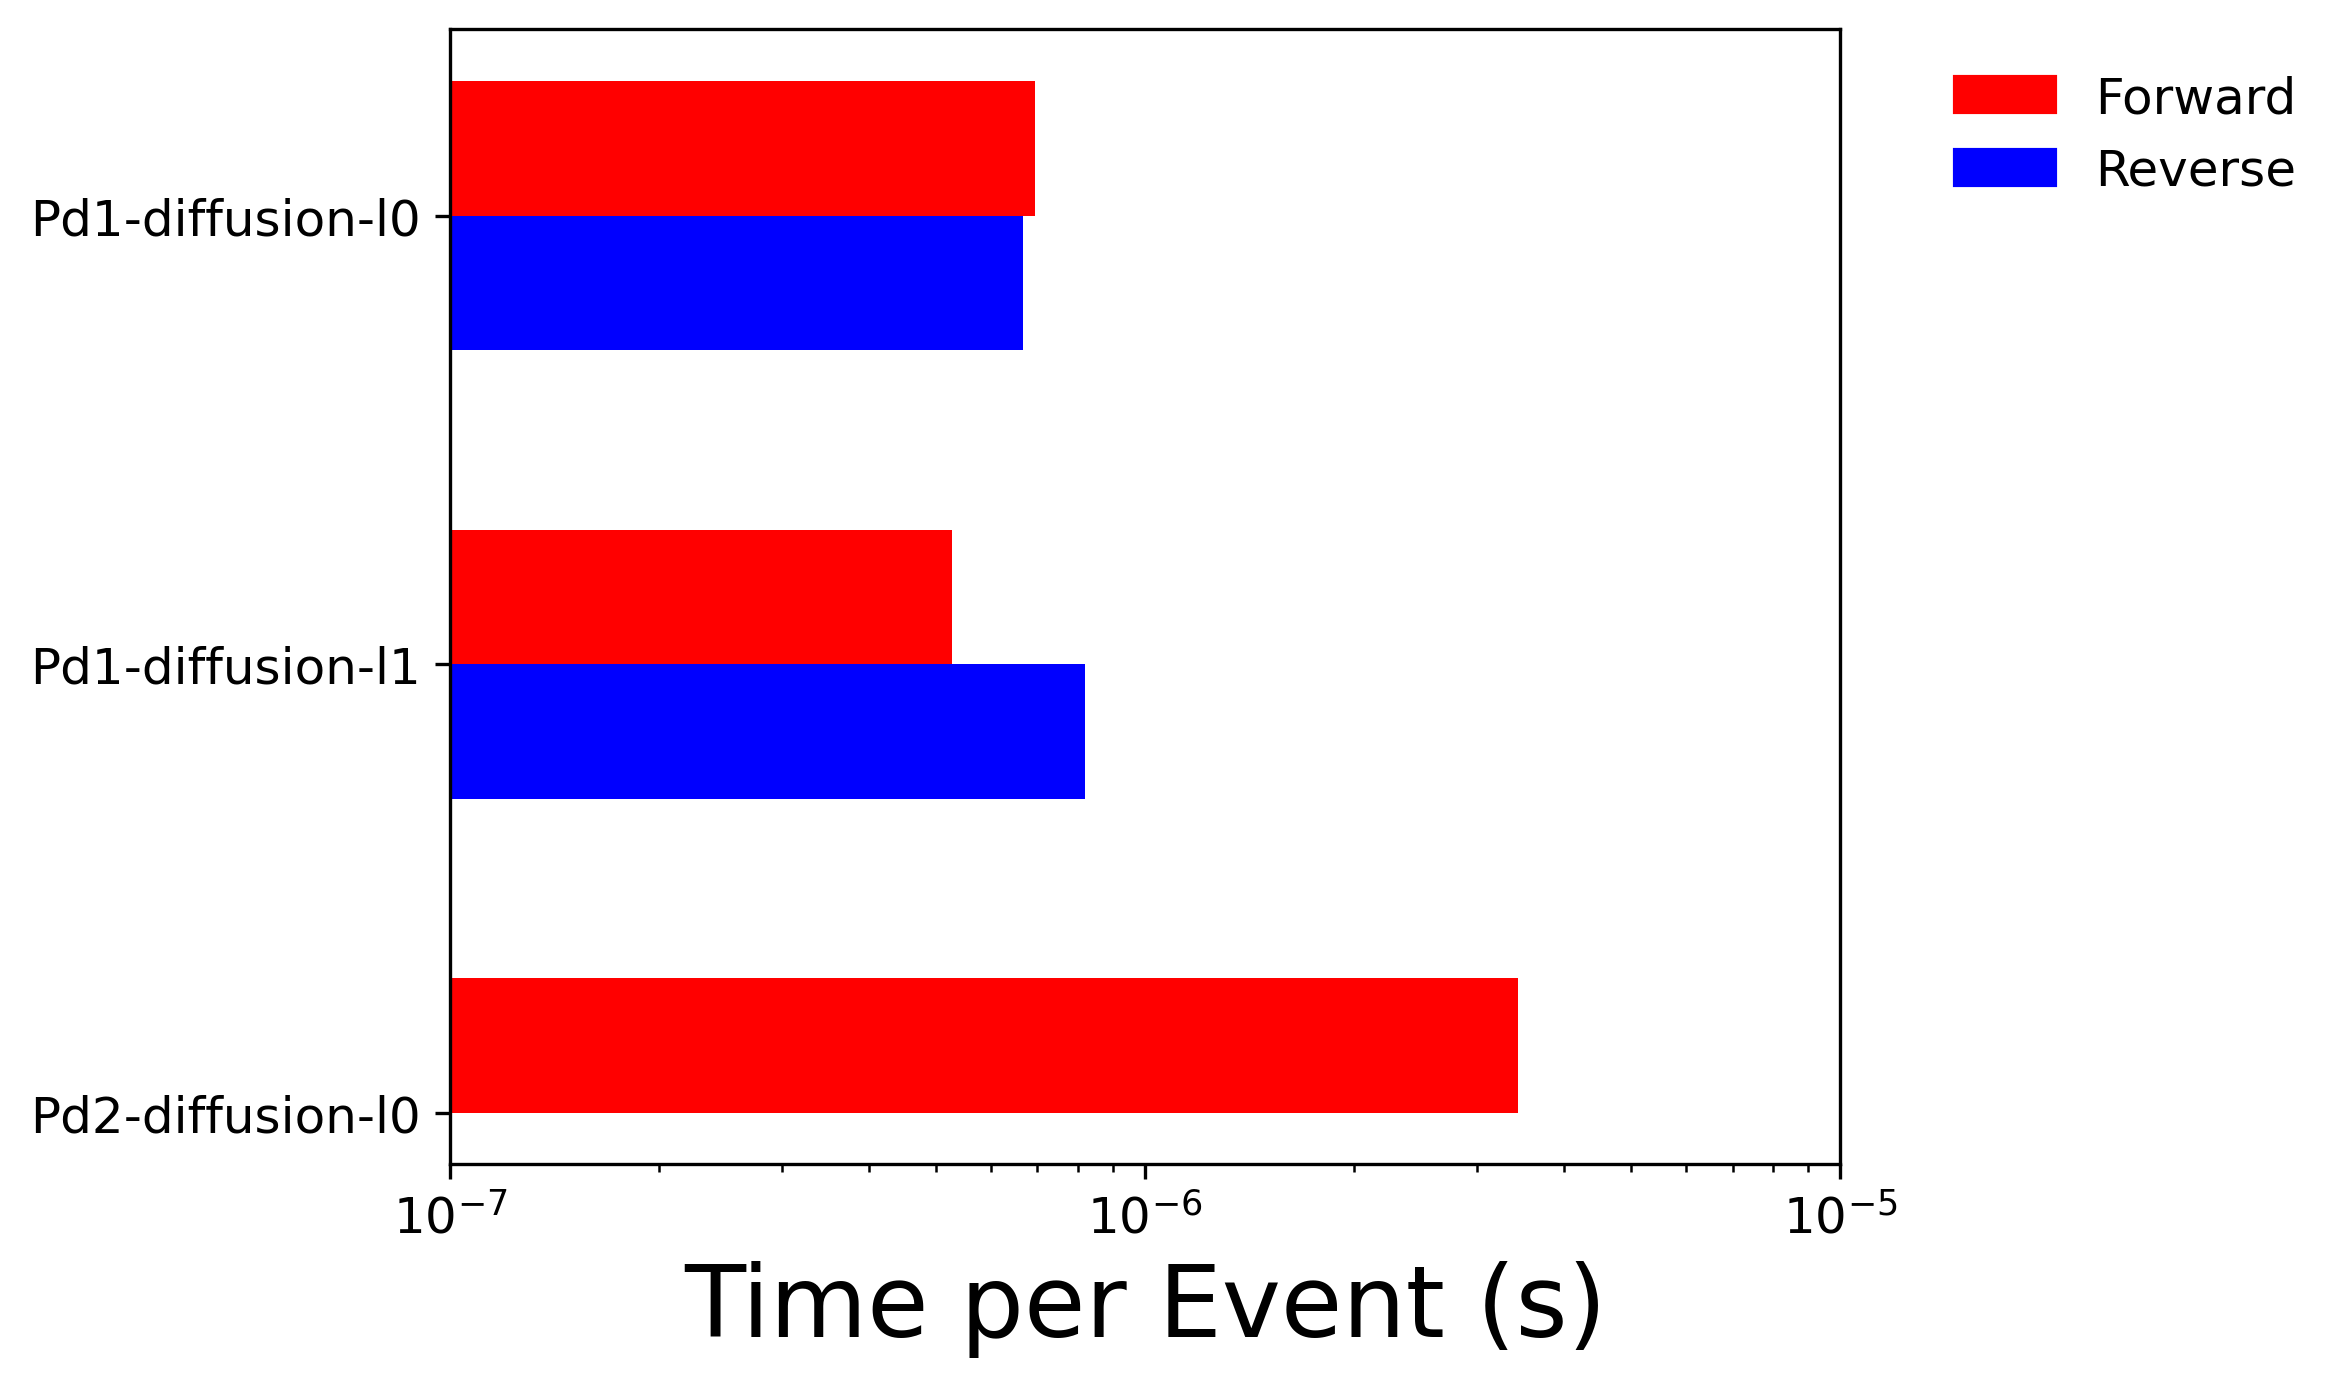 Forward
Reverse
Pd1-diffusion-l0
Pd1-diffusion-l1
Pd2-diffusion-l0
10⁻⁷ 10⁻⁶ 10⁻⁵
Time per Event (s)